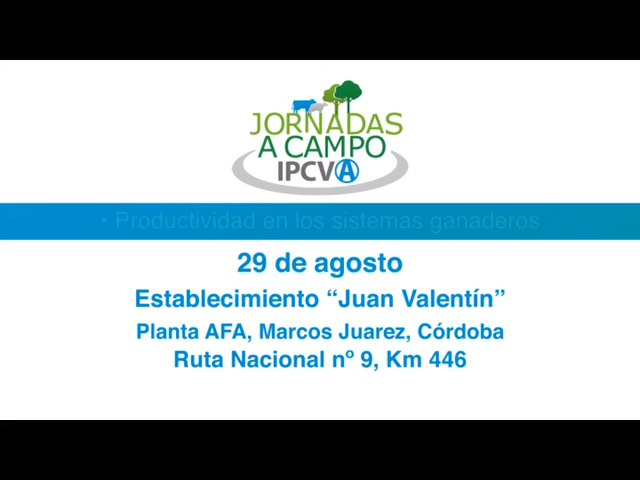 JORNADAS
A CAMPO
IPCVA
• Productividad en los sistemas ganaderos
29 de agosto
Establecimiento “Juan Valentín”
Planta AFA, Marcos Juarez, Córdoba
Ruta Nacional nº 9, Km 446